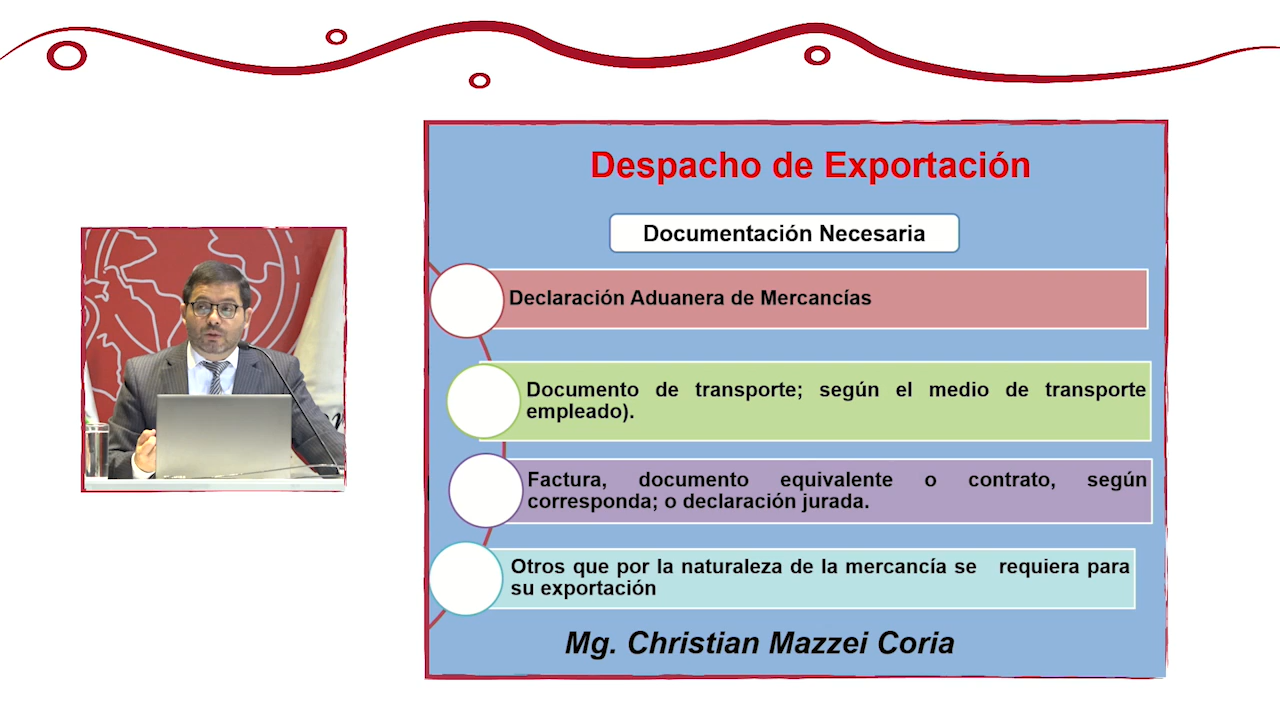 Despacho de Exportación
Documentación Necesaria
Declaración Aduanera de Mercancías
Documento de transporte; según el medio de transporte
empleado).
Factura, documento equivalente o contrato, según
corresponda; o declaración jurada.
Otros que por la naturaleza de la mercancía se requiera para
su exportación
Mg. Christian Mazzei Coria